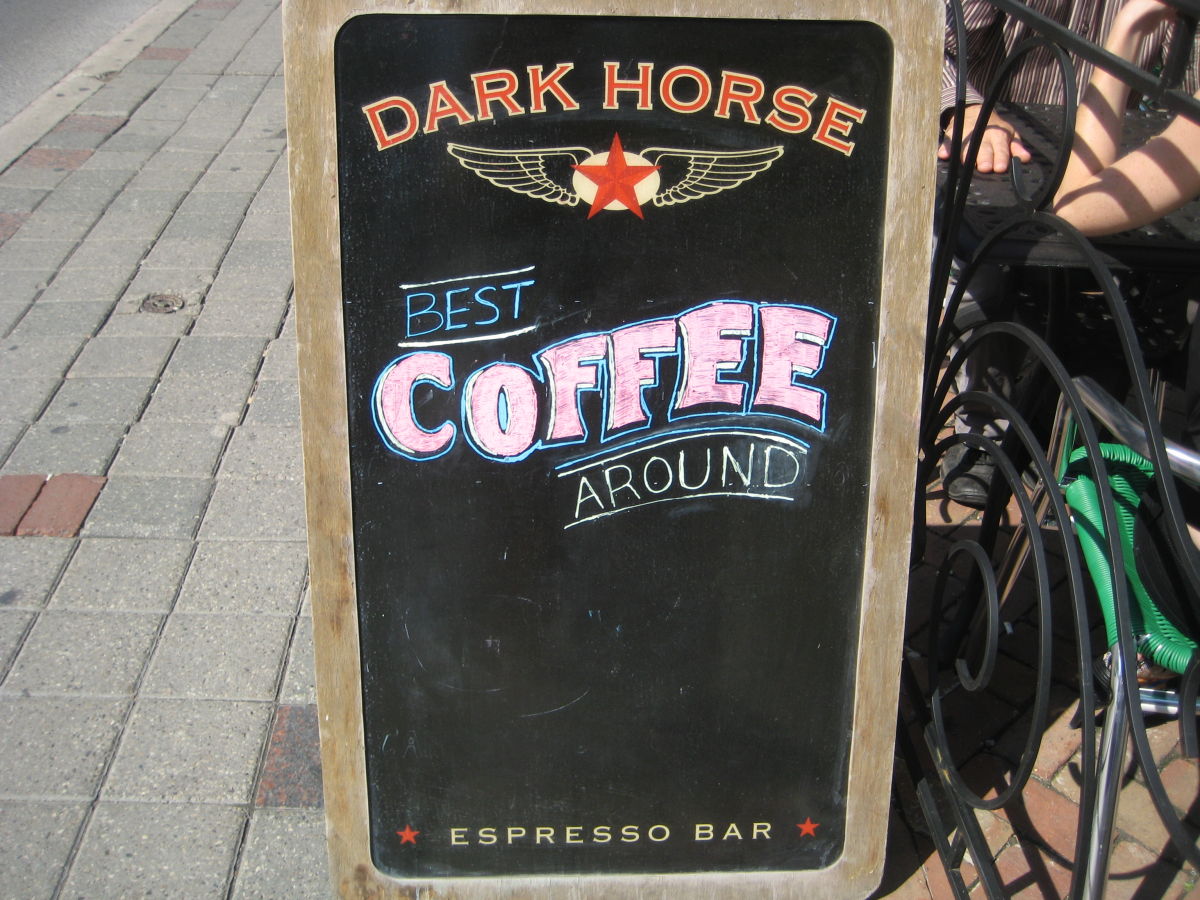 DARK HORSE
BEST
COFFEE
AROUND
ESPRESSO BAR